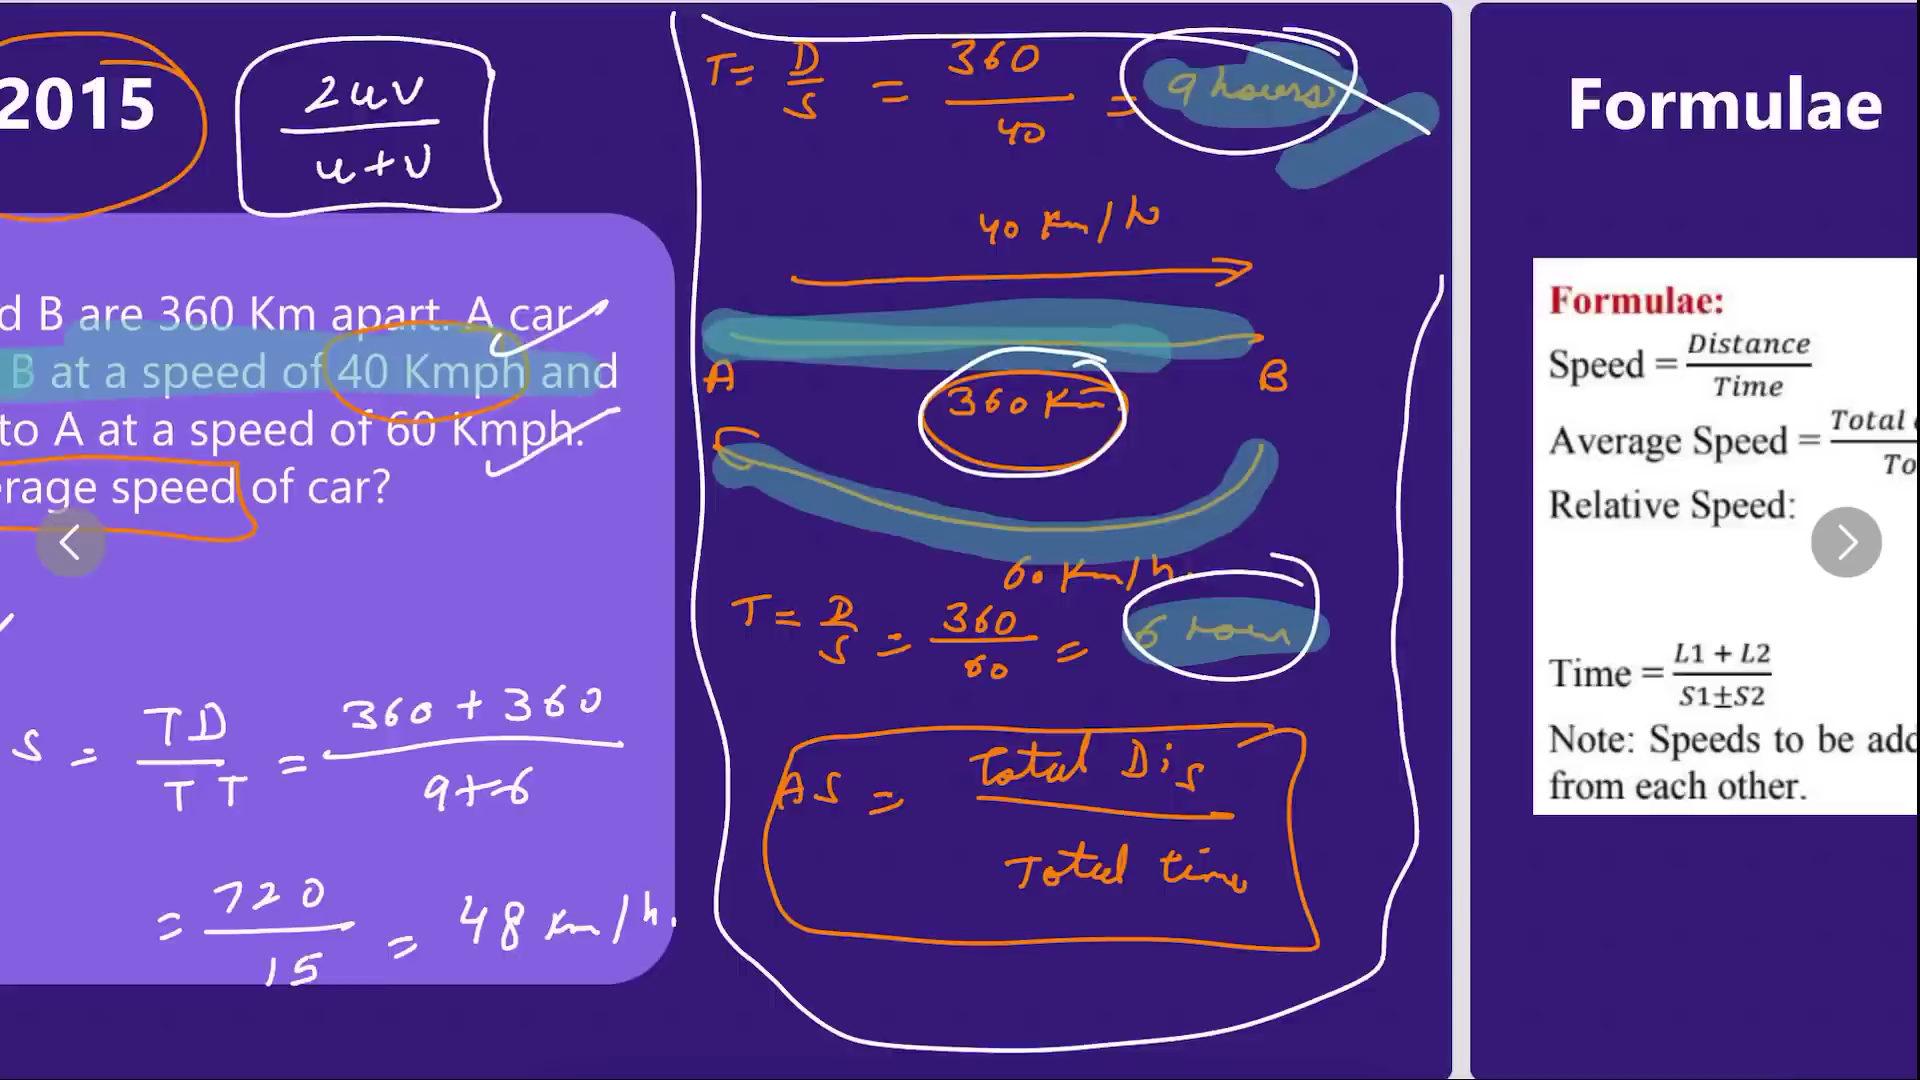 2015
2uv
u+v
d B are 360 Km apart. A car
B at a speed of 40 Kmph and
to A at a speed of 60 Kmph.
erage speed of car?
S = TD / TT = 360 + 360 / 9+6
= 720 / 15 = 48 Km/h.
T = D / S = 360 / 40 = 9 hours
40 Km/h
A B
360 Km
60 Km/h.
T = D / S = 360 / 60 = 6 hour
AS = Total Dis / Total time
Formulae
Formulae:
Speed = Distance / Time
Average Speed = Total / To
Relative Speed:
Time = L1 + L2 / S1±S2
Note: Speeds to be add
from each other.